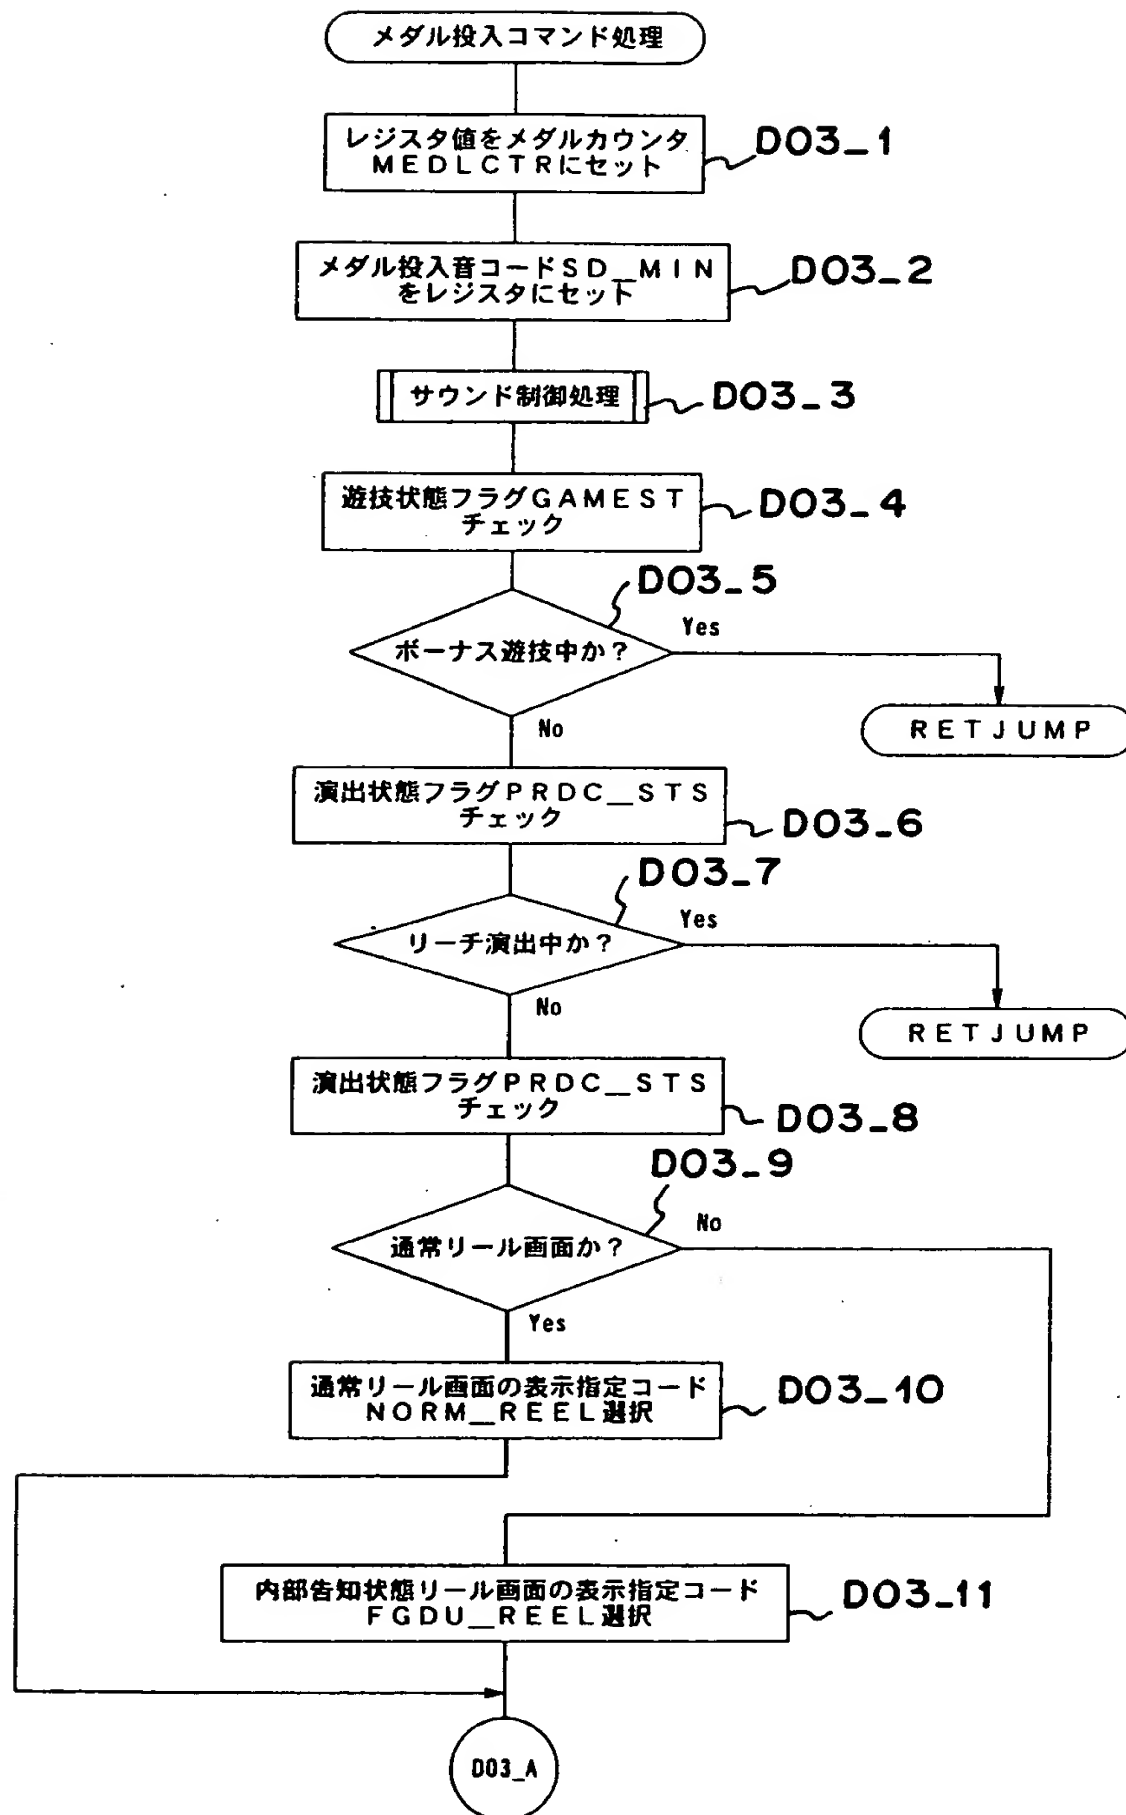 メダル投入コマンド処理
レジスタ値をメダルカウンタ
MEDLCTRにセット
D03_1
メダル投入音コードSD_MIN
をレジスタにセット
D03_2
サウンド制御処理
D03_3
遊技状態フラグGAMEST
チェック
D03_4
D03_5
ボーナス遊技中か?
Yes
RETJUMP
No
演出状態フラグPRDC_STS
チェック
D03_6
D03_7
リーチ演出中か?
Yes
RETJUMP
No
演出状態フラグPRDC_STS
チェック
D03_8
D03_9
通常リール画面か?
No
Yes
通常リール画面の表示指定コード
NORM_REEL選択
D03_10
内部告知状態リール画面の表示指定コード
FGDU_REEL選択
D03_11
D03_A